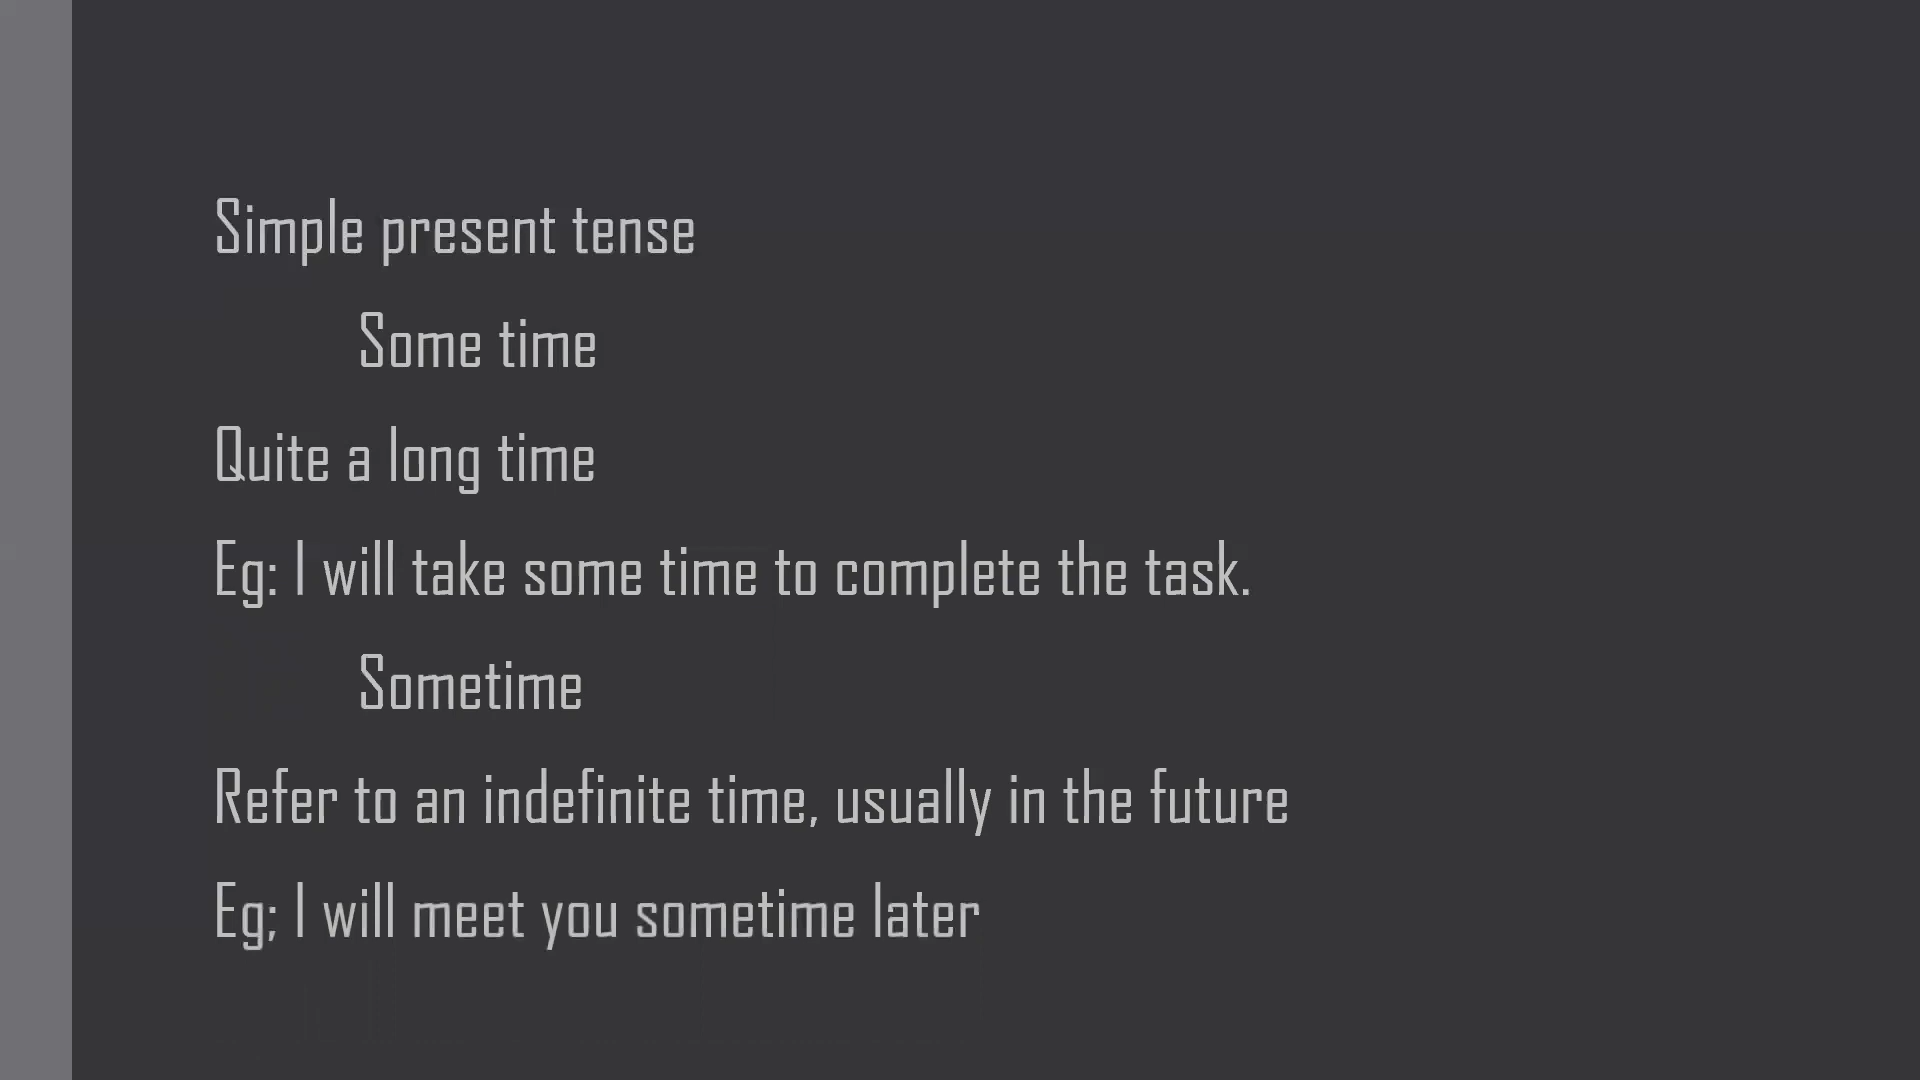 Simple present tense
Some time
Quite a long time
Eg: I will take some time to complete the task.
Sometime
Refer to an indefinite time, usually in the future
Eg; I will meet you sometime later